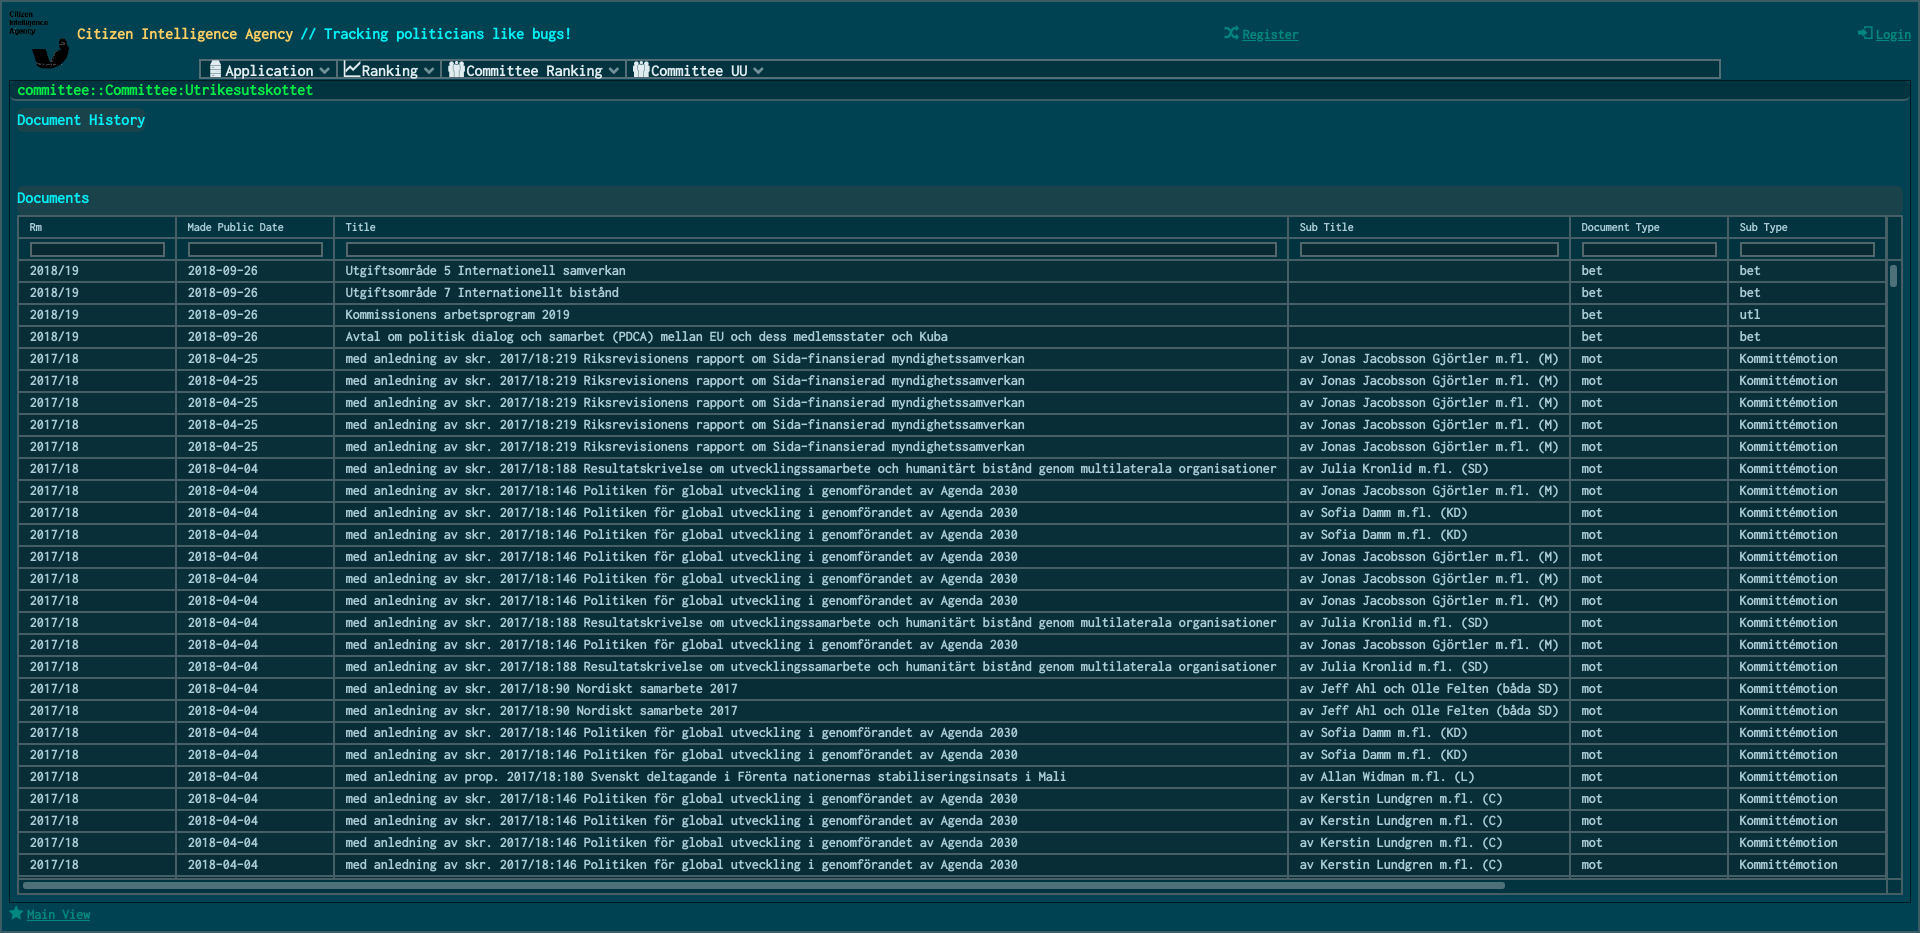 Citizen
Intelligence
Agency
Citizen Intelligence Agency // Tracking politicians like bugs!
Register
Login
Application Ranking Committee Ranking Committee UU
committee::Committee:Utrikesutskottet
Document History
Documents
Rm Made Public Date Title Sub Title Document Type Sub Type
2018/19 2018-09-26 Utgiftsområde 5 Internationell samverkan bet bet
2018/19 2018-09-26 Utgiftsområde 7 Internationellt bistånd bet bet
2018/19 2018-09-26 Kommissionens arbetsprogram 2019 bet utl
2018/19 2018-09-26 Avtal om politisk dialog och samarbet (PDCA) mellan EU och dess medlemsstater och Kuba bet bet
2017/18 2018-04-25 med anledning av skr. 2017/18:219 Riksrevisionens rapport om Sida-finansierad myndighetssamverkan av Jonas Jacobsson Gjörtler m.fl. (M) mot Kommittémotion
2017/18 2018-04-25 med anledning av skr. 2017/18:219 Riksrevisionens rapport om Sida-finansierad myndighetssamverkan av Jonas Jacobsson Gjörtler m.fl. (M) mot Kommittémotion
2017/18 2018-04-25 med anledning av skr. 2017/18:219 Riksrevisionens rapport om Sida-finansierad myndighetssamverkan av Jonas Jacobsson Gjörtler m.fl. (M) mot Kommittémotion
2017/18 2018-04-25 med anledning av skr. 2017/18:219 Riksrevisionens rapport om Sida-finansierad myndighetssamverkan av Jonas Jacobsson Gjörtler m.fl. (M) mot Kommittémotion
2017/18 2018-04-25 med anledning av skr. 2017/18:219 Riksrevisionens rapport om Sida-finansierad myndighetssamverkan av Jonas Jacobsson Gjörtler m.fl. (M) mot Kommittémotion
2017/18 2018-04-04 med anledning av skr. 2017/18:188 Resultatskrivelse om utvecklingssamarbete och humanitärt bistånd genom multilaterala organisationer av Julia Kronlid m.fl. (SD) mot Kommittémotion
2017/18 2018-04-04 med anledning av skr. 2017/18:146 Politiken för global utveckling i genomförandet av Agenda 2030 av Jonas Jacobsson Gjörtler m.fl. (M) mot Kommittémotion
2017/18 2018-04-04 med anledning av skr. 2017/18:146 Politiken för global utveckling i genomförandet av Agenda 2030 av Sofia Damm m.fl. (KD) mot Kommittémotion
2017/18 2018-04-04 med anledning av skr. 2017/18:146 Politiken för global utveckling i genomförandet av Agenda 2030 av Sofia Damm m.fl. (KD) mot Kommittémotion
2017/18 2018-04-04 med anledning av skr. 2017/18:146 Politiken för global utveckling i genomförandet av Agenda 2030 av Jonas Jacobsson Gjörtler m.fl. (M) mot Kommittémotion
2017/18 2018-04-04 med anledning av skr. 2017/18:146 Politiken för global utveckling i genomförandet av Agenda 2030 av Jonas Jacobsson Gjörtler m.fl. (M) mot Kommittémotion
2017/18 2018-04-04 med anledning av skr. 2017/18:146 Politiken för global utveckling i genomförandet av Agenda 2030 av Jonas Jacobsson Gjörtler m.fl. (M) mot Kommittémotion
2017/18 2018-04-04 med anledning av skr. 2017/18:188 Resultatskrivelse om utvecklingssamarbete och humanitärt bistånd genom multilaterala organisationer av Julia Kronlid m.fl. (SD) mot Kommittémotion
2017/18 2018-04-04 med anledning av skr. 2017/18:146 Politiken för global utveckling i genomförandet av Agenda 2030 av Jonas Jacobsson Gjörtler m.fl. (M) mot Kommittémotion
2017/18 2018-04-04 med anledning av skr. 2017/18:188 Resultatskrivelse om utvecklingssamarbete och humanitärt bistånd genom multilaterala organisationer av Julia Kronlid m.fl. (SD) mot Kommittémotion
2017/18 2018-04-04 med anledning av skr. 2017/18:90 Nordiskt samarbete 2017 av Jeff Ahl och Olle Felten (båda SD) mot Kommittémotion
2017/18 2018-04-04 med anledning av skr. 2017/18:90 Nordiskt samarbete 2017 av Jeff Ahl och Olle Felten (båda SD) mot Kommittémotion
2017/18 2018-04-04 med anledning av skr. 2017/18:146 Politiken för global utveckling i genomförandet av Agenda 2030 av Sofia Damm m.fl. (KD) mot Kommittémotion
2017/18 2018-04-04 med anledning av skr. 2017/18:146 Politiken för global utveckling i genomförandet av Agenda 2030 av Sofia Damm m.fl. (KD) mot Kommittémotion
2017/18 2018-04-04 med anledning av prop. 2017/18:180 Svenskt deltagande i Förenta nationernas stabiliseringsinsats i Mali av Allan Widman m.fl. (L) mot Kommittémotion
2017/18 2018-04-04 med anledning av skr. 2017/18:146 Politiken för global utveckling i genomförandet av Agenda 2030 av Kerstin Lundgren m.fl. (C) mot Kommittémotion
2017/18 2018-04-04 med anledning av skr. 2017/18:146 Politiken för global utveckling i genomförandet av Agenda 2030 av Kerstin Lundgren m.fl. (C) mot Kommittémotion
2017/18 2018-04-04 med anledning av skr. 2017/18:146 Politiken för global utveckling i genomförandet av Agenda 2030 av Kerstin Lundgren m.fl. (C) mot Kommittémotion
2017/18 2018-04-04 med anledning av skr. 2017/18:146 Politiken för global utveckling i genomförandet av Agenda 2030 av Kerstin Lundgren m.fl. (C) mot Kommittémotion
Main View